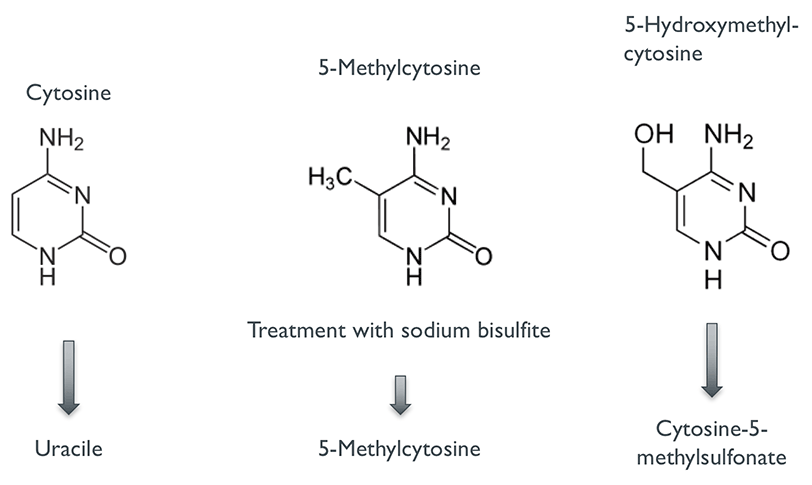 5-Hydroxymethyl-
cytosine
5-Methylcytosine
Cytosine
NH2
N
N
H
O
H3C
NH2
N
N
H
O
OH
NH2
N
N
H
O
Treatment with sodium bisulfite
Uracile
5-Methylcytosine
Cytosine-5-
methylsulfonate